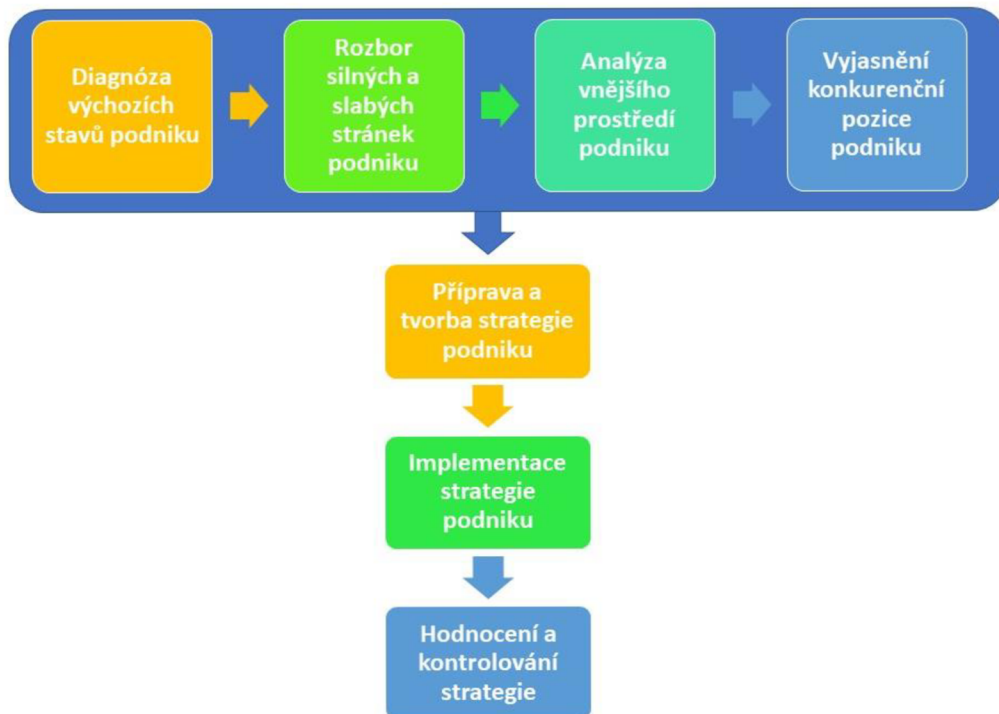 Diagnóza
výchozích
stavů podniku
Rozbor
silných a
slabých
stránek
podniku
Analýza
vnějšího
prostředí
podniku
Vyjasnění
konkurenční
pozice
podniku
Příprava a
tvorba strategie
podniku
Implementace
strategie
podniku
Hodnocení a
kontrolování
strategie